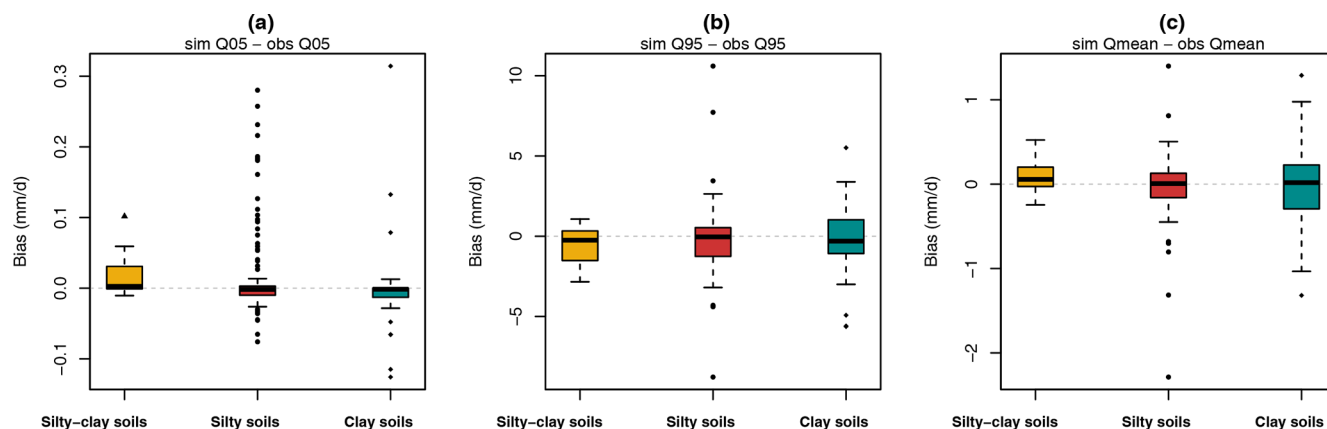 (a)
sim Q05 − obs Q05
Bias (mm/d)
0.3
0.2
0.1
0.0
−0.1
Silty−clay soils
Silty soils
Clay soils
(b)
sim Q95 − obs Q95
Bias (mm/d)
10
5
0
−5
Silty−clay soils
Silty soils
Clay soils
(c)
sim Qmean − obs Qmean
Bias (mm/d)
1
0
−1
−2
Silty−clay soils
Silty soils
Clay soils